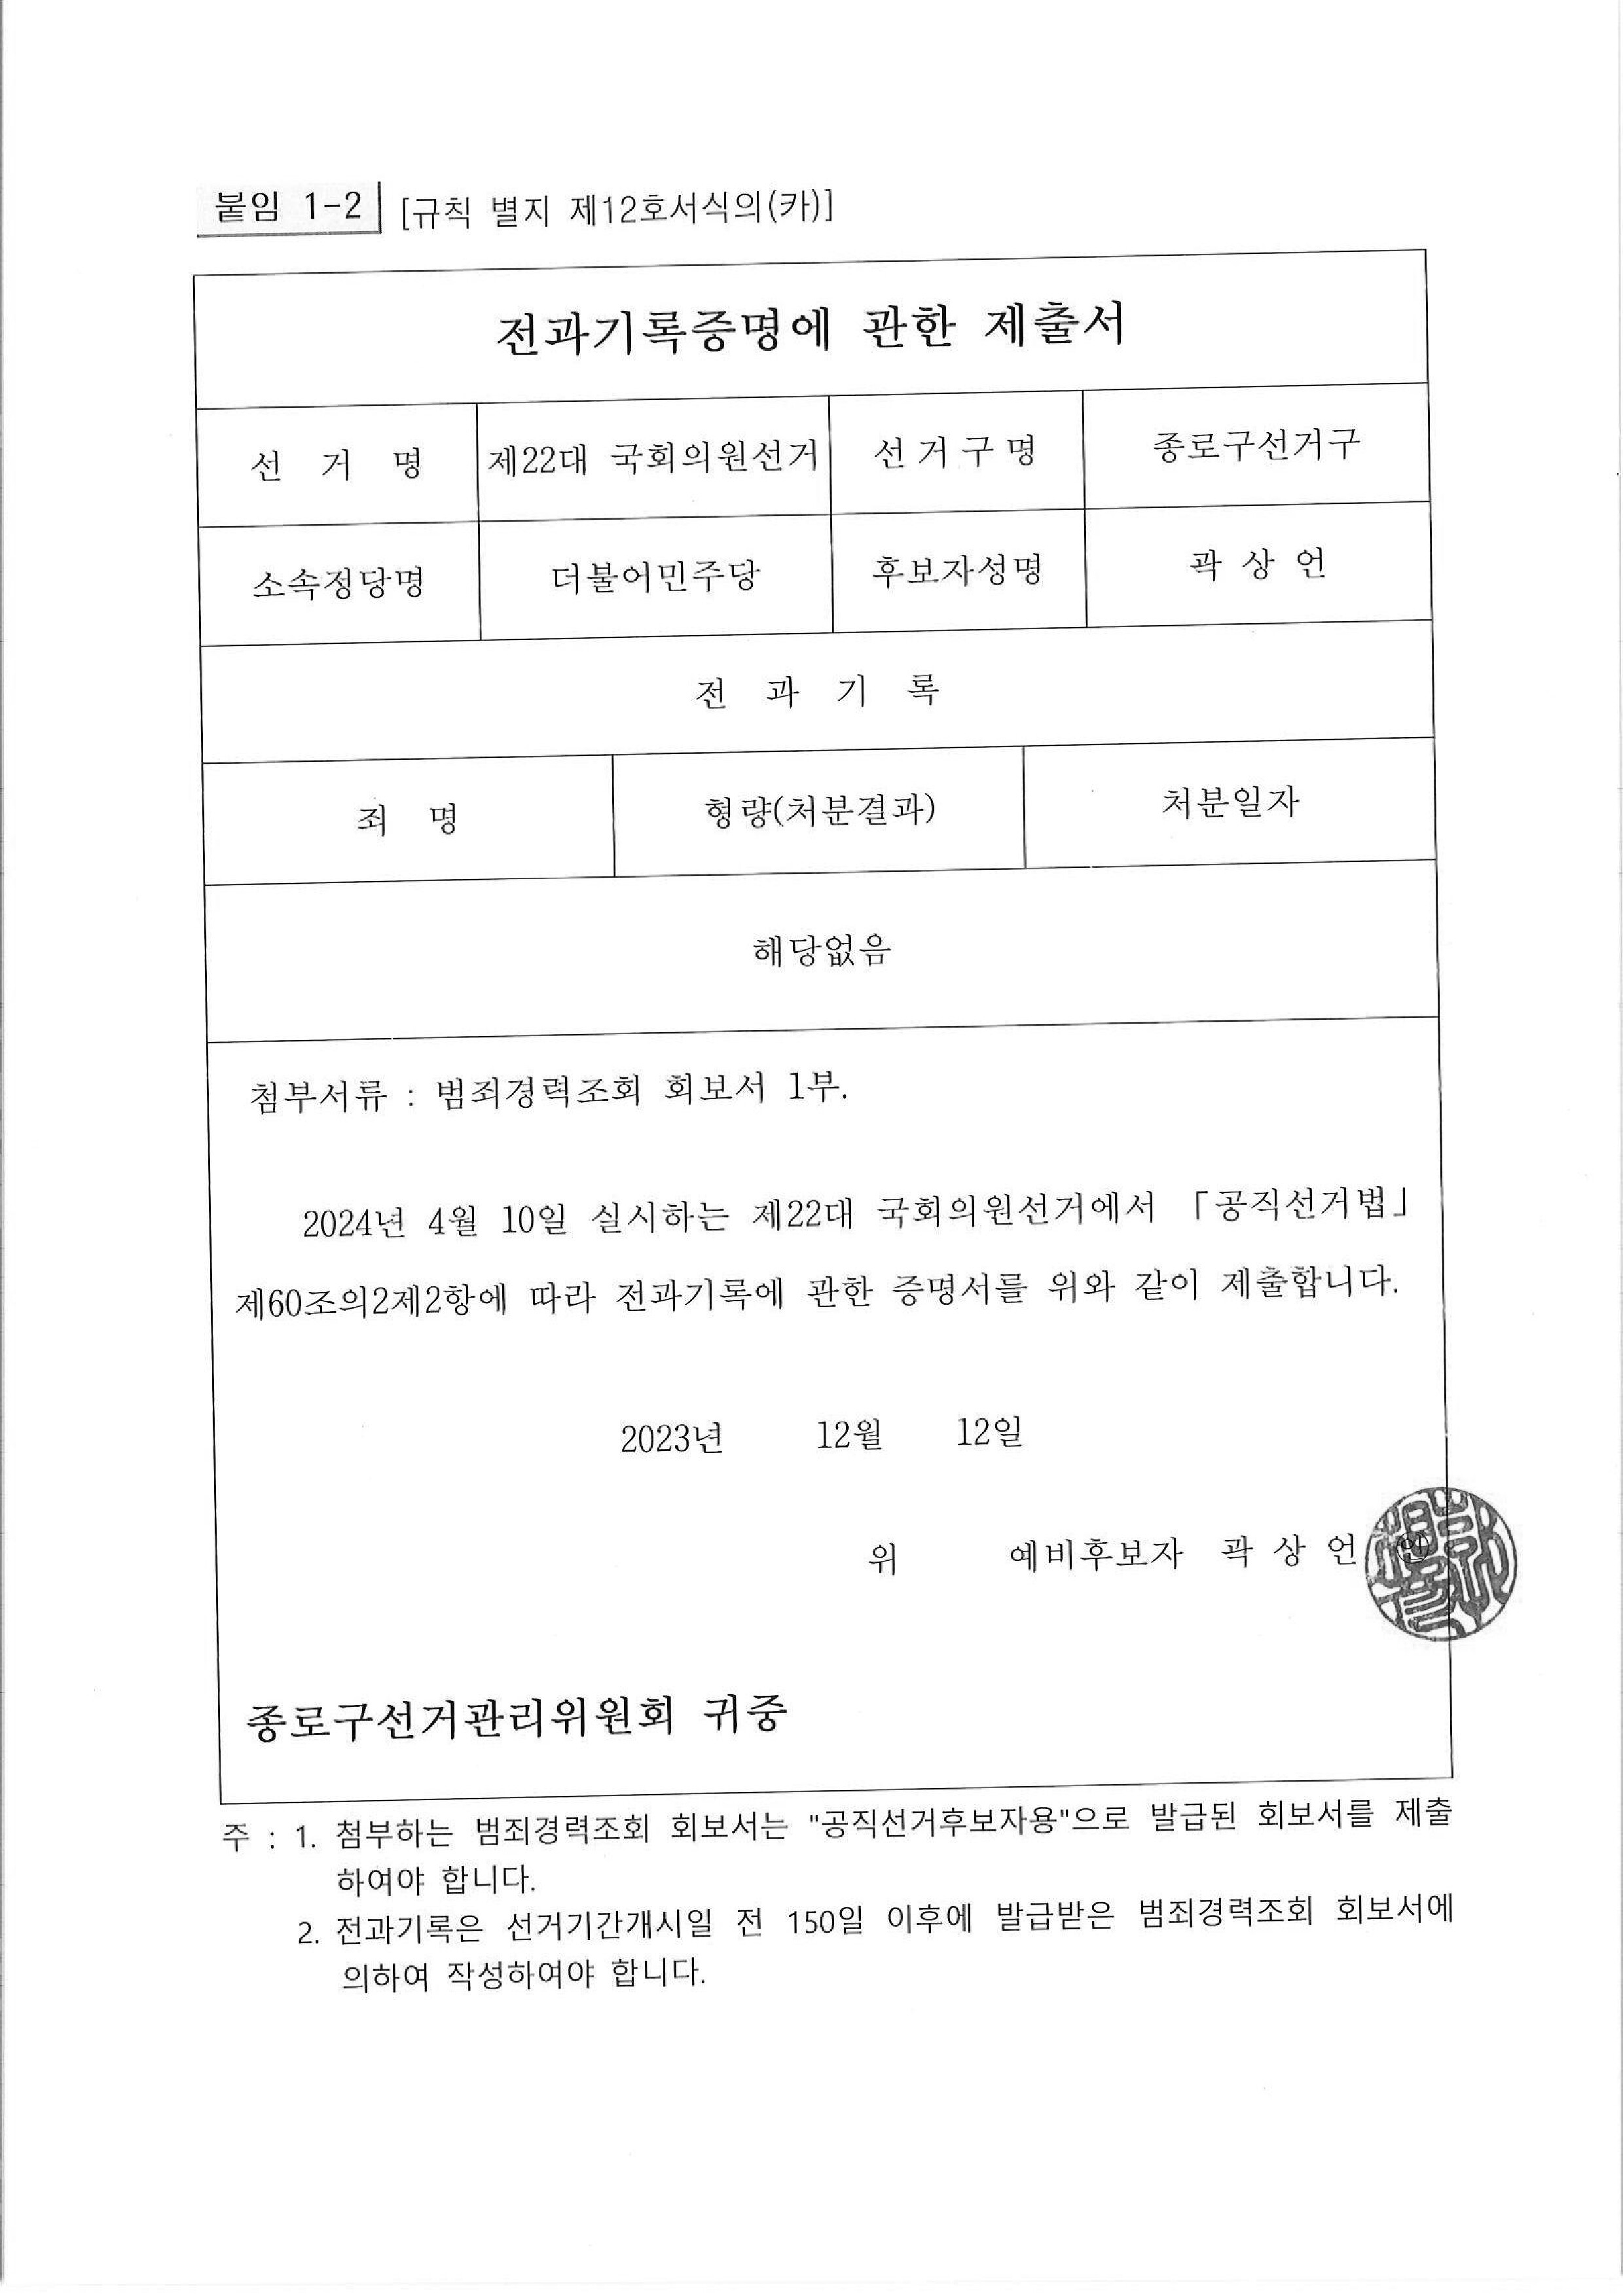 붙임 1-2 [규칙 별지 제12호서식의(카)]
전과기록증명에 관한 제출서
선 거 명 제22대 국회의원선거 선 거 구 명 종로구선거구
소속정당명 더불어민주당 후보자성명 곽 상 언
전 과 기 록
죄 명 형량(처분결과) 처분일자
해당없음
첨부서류 : 범죄경력조회 회보서 1부.
2024년 4월 10일 실시하는 제22대 국회의원선거에서 「공직선거법」
제60조의2제2항에 따라 전과기록에 관한 증명서를 위와 같이 제출합니다.
2023년 12월 12일
위 예비후보자 곽 상 언 ㊞
종로구선거관리위원회 귀중
주 : 1. 첨부하는 범죄경력조회 회보서는 "공직선거후보자용"으로 발급된 회보서를 제출
하여야 합니다.
2. 전과기록은 선거기간개시일 전 150일 이후에 발급받은 범죄경력조회 회보서에
의하여 작성하여야 합니다.